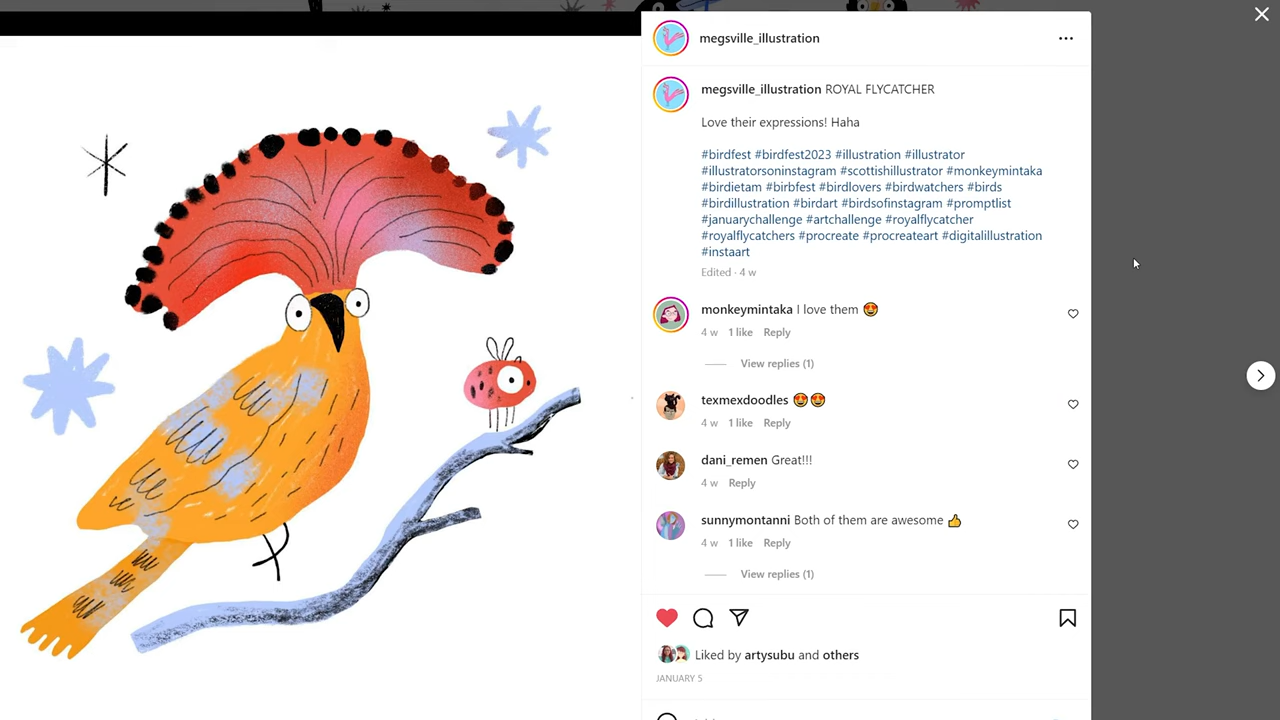 megsville_illustration
megsville_illustration ROYAL FLYCATCHER
Love their expressions! Haha
#birdfest #birdfest2023 #illustration #illustrator
#illustratorsoninstagram #scottishillustrator #monkeymintaka
#birdietam #birbfest #birdlovers #birdwatchers #birds
#birdillustration #birdart #birdsofinstagram #promptlist
#januarychallenge #artchallenge #royalflycatcher
#royalflycatchers #procreate #procreateart #digitalillustration
#instaart
Edited · 4 w
monkeymintaka I love them 😍
4 w 1 like Reply
View replies (1)
texmexdoodles 😍😍
4 w 1 like Reply
dani_remen Great!!!
4 w Reply
sunnymontanni Both of them are awesome 👍
4 w 1 like Reply
View replies (1)
Liked by artysubu and others
JANUARY 5